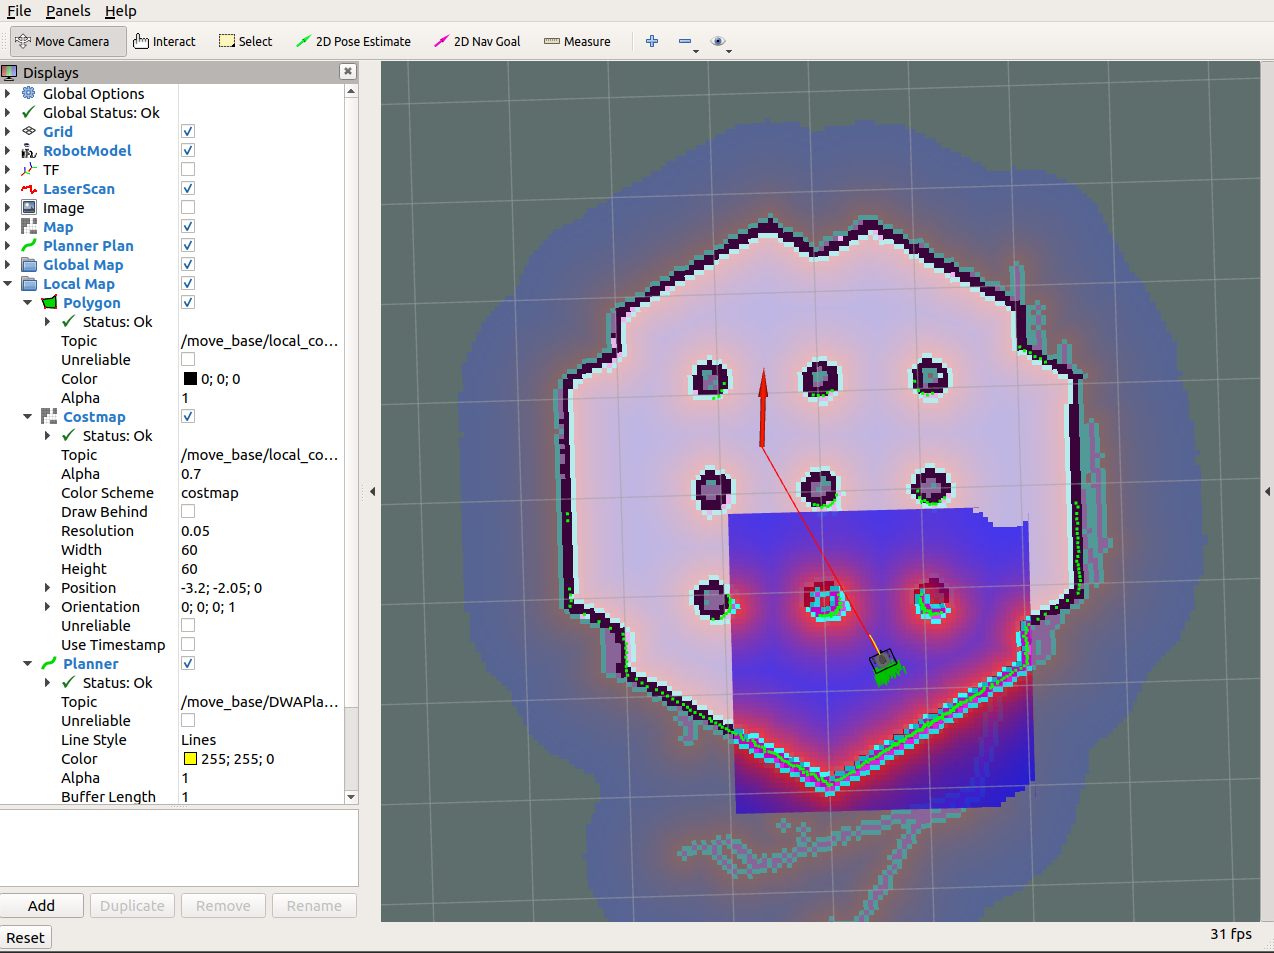 File Panels Help
Move Camera Interact Select 2D Pose Estimate 2D Nav Goal Measure
Displays
Global Options
Global Status: Ok
Grid
RobotModel
TF
LaserScan
Image
Map
Planner Plan
Global Map
Local Map
Polygon
Status: Ok
Topic /move_base/local_co...
Unreliable
Color 0; 0; 0
Alpha 1
Costmap
Status: Ok
Topic /move_base/local_co...
Alpha 0.7
Color Scheme costmap
Draw Behind
Resolution 0.05
Width 60
Height 60
Position -3.2; -2.05; 0
Orientation 0; 0; 0; 1
Unreliable
Use Timestamp
Planner
Status: Ok
Topic /move_base/DWAPla...
Unreliable
Line Style Lines
Color 255; 255; 0
Alpha 1
Buffer Length 1
Add Duplicate Remove Rename
Reset
31 fps